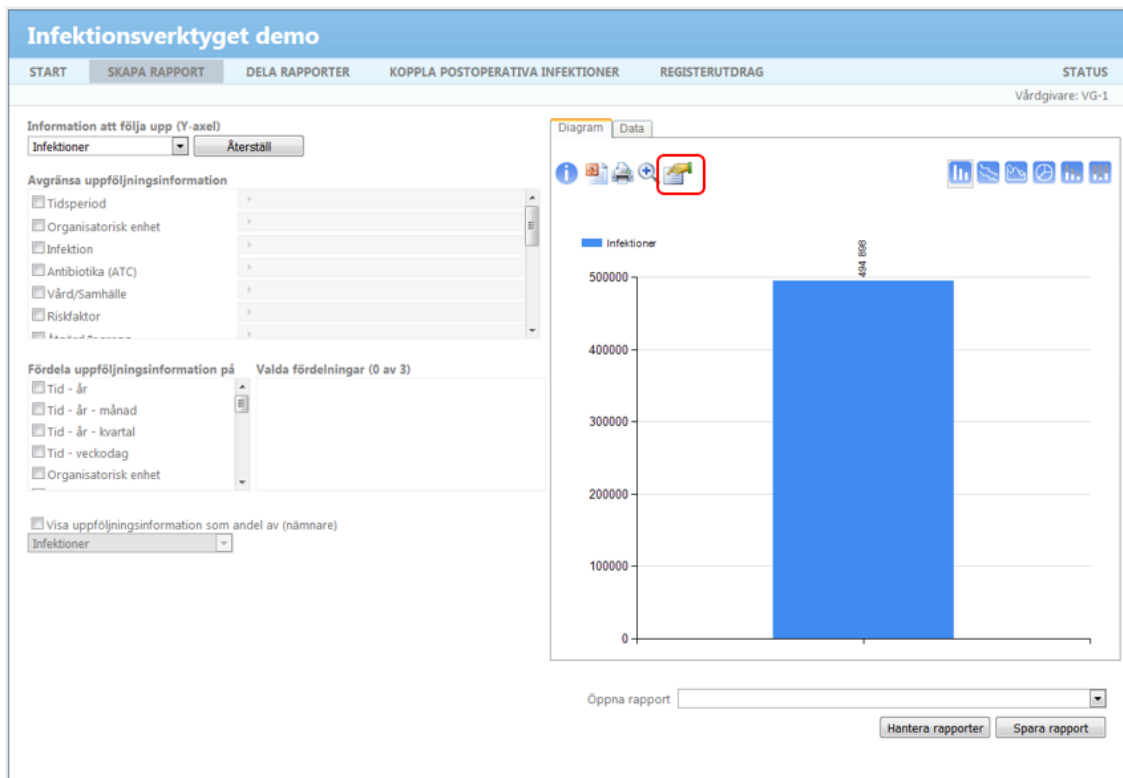 Infektionsverktyget demo
START SKAPA RAPPORT DELA RAPPORTER KOPPLA POSTOPERATIVA INFEKTIONER REGISTERUTDRAG STATUS
Vårdgivare: VG-1
Information att följa upp (Y-axel)
Infektioner Återställ
Avgränsa uppföljningsinformation
Tidsperiod
Organisatorisk enhet
Infektion
Antibiotika (ATC)
Vård/Samhälle
Riskfaktor
Fördela uppföljningsinformation på Valda fördelningar (0 av 3)
Tid - år
Tid - år - månad
Tid - år - kvartal
Tid - veckodag
Organisatorisk enhet
Visa uppföljningsinformation som andel av (nämnare)
Infektioner
Diagram Data
Infektioner
494 898
500000
400000
300000
200000
100000
0
Öppna rapport
Hantera rapporter Spara rapport